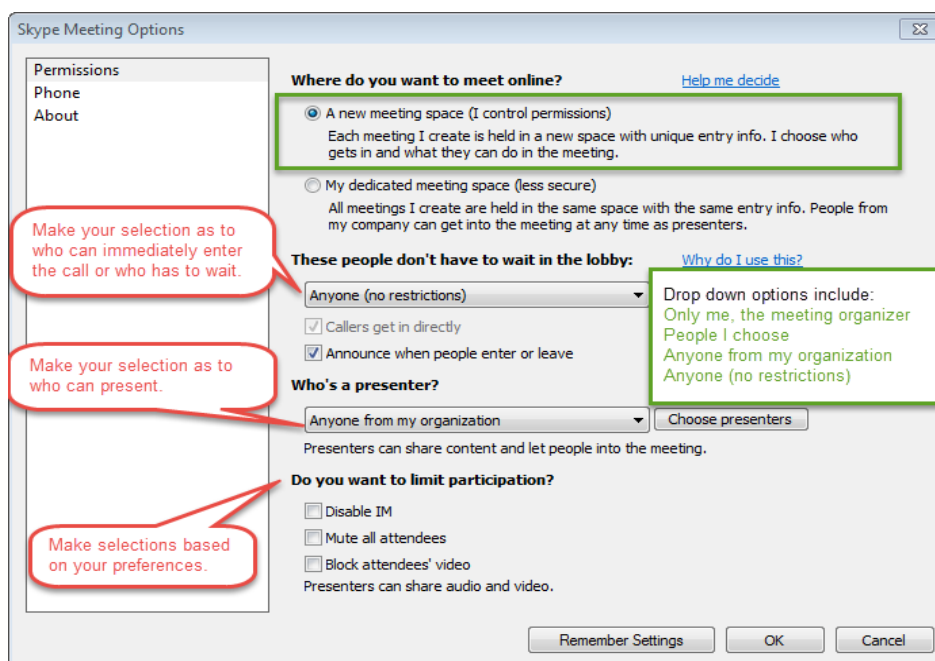 Skype Meeting Options
Permissions
Phone
About
Where do you want to meet online?
Help me decide
A new meeting space (I control permissions)
Each meeting I create is held in a new space with unique entry info. I choose who
gets in and what they can do in the meeting.
My dedicated meeting space (less secure)
All meetings I create are held in the same space with the same entry info. People from
my company can get into the meeting at any time as presenters.
Make your selection as to
who can immediately enter
the call or who has to wait.
These people don't have to wait in the lobby:
Why do I use this?
Anyone (no restrictions)
Drop down options include:
Only me, the meeting organizer
People I choose
Anyone from my organization
Anyone (no restrictions)
Callers get in directly
Announce when people enter or leave
Make your selection as to
who can present.
Who's a presenter?
Anyone from my organization
Choose presenters
Presenters can share content and let people into the meeting.
Do you want to limit participation?
Disable IM
Mute all attendees
Block attendees' video
Make selections based
on your preferences.
Presenters can share audio and video.
Remember Settings
OK
Cancel